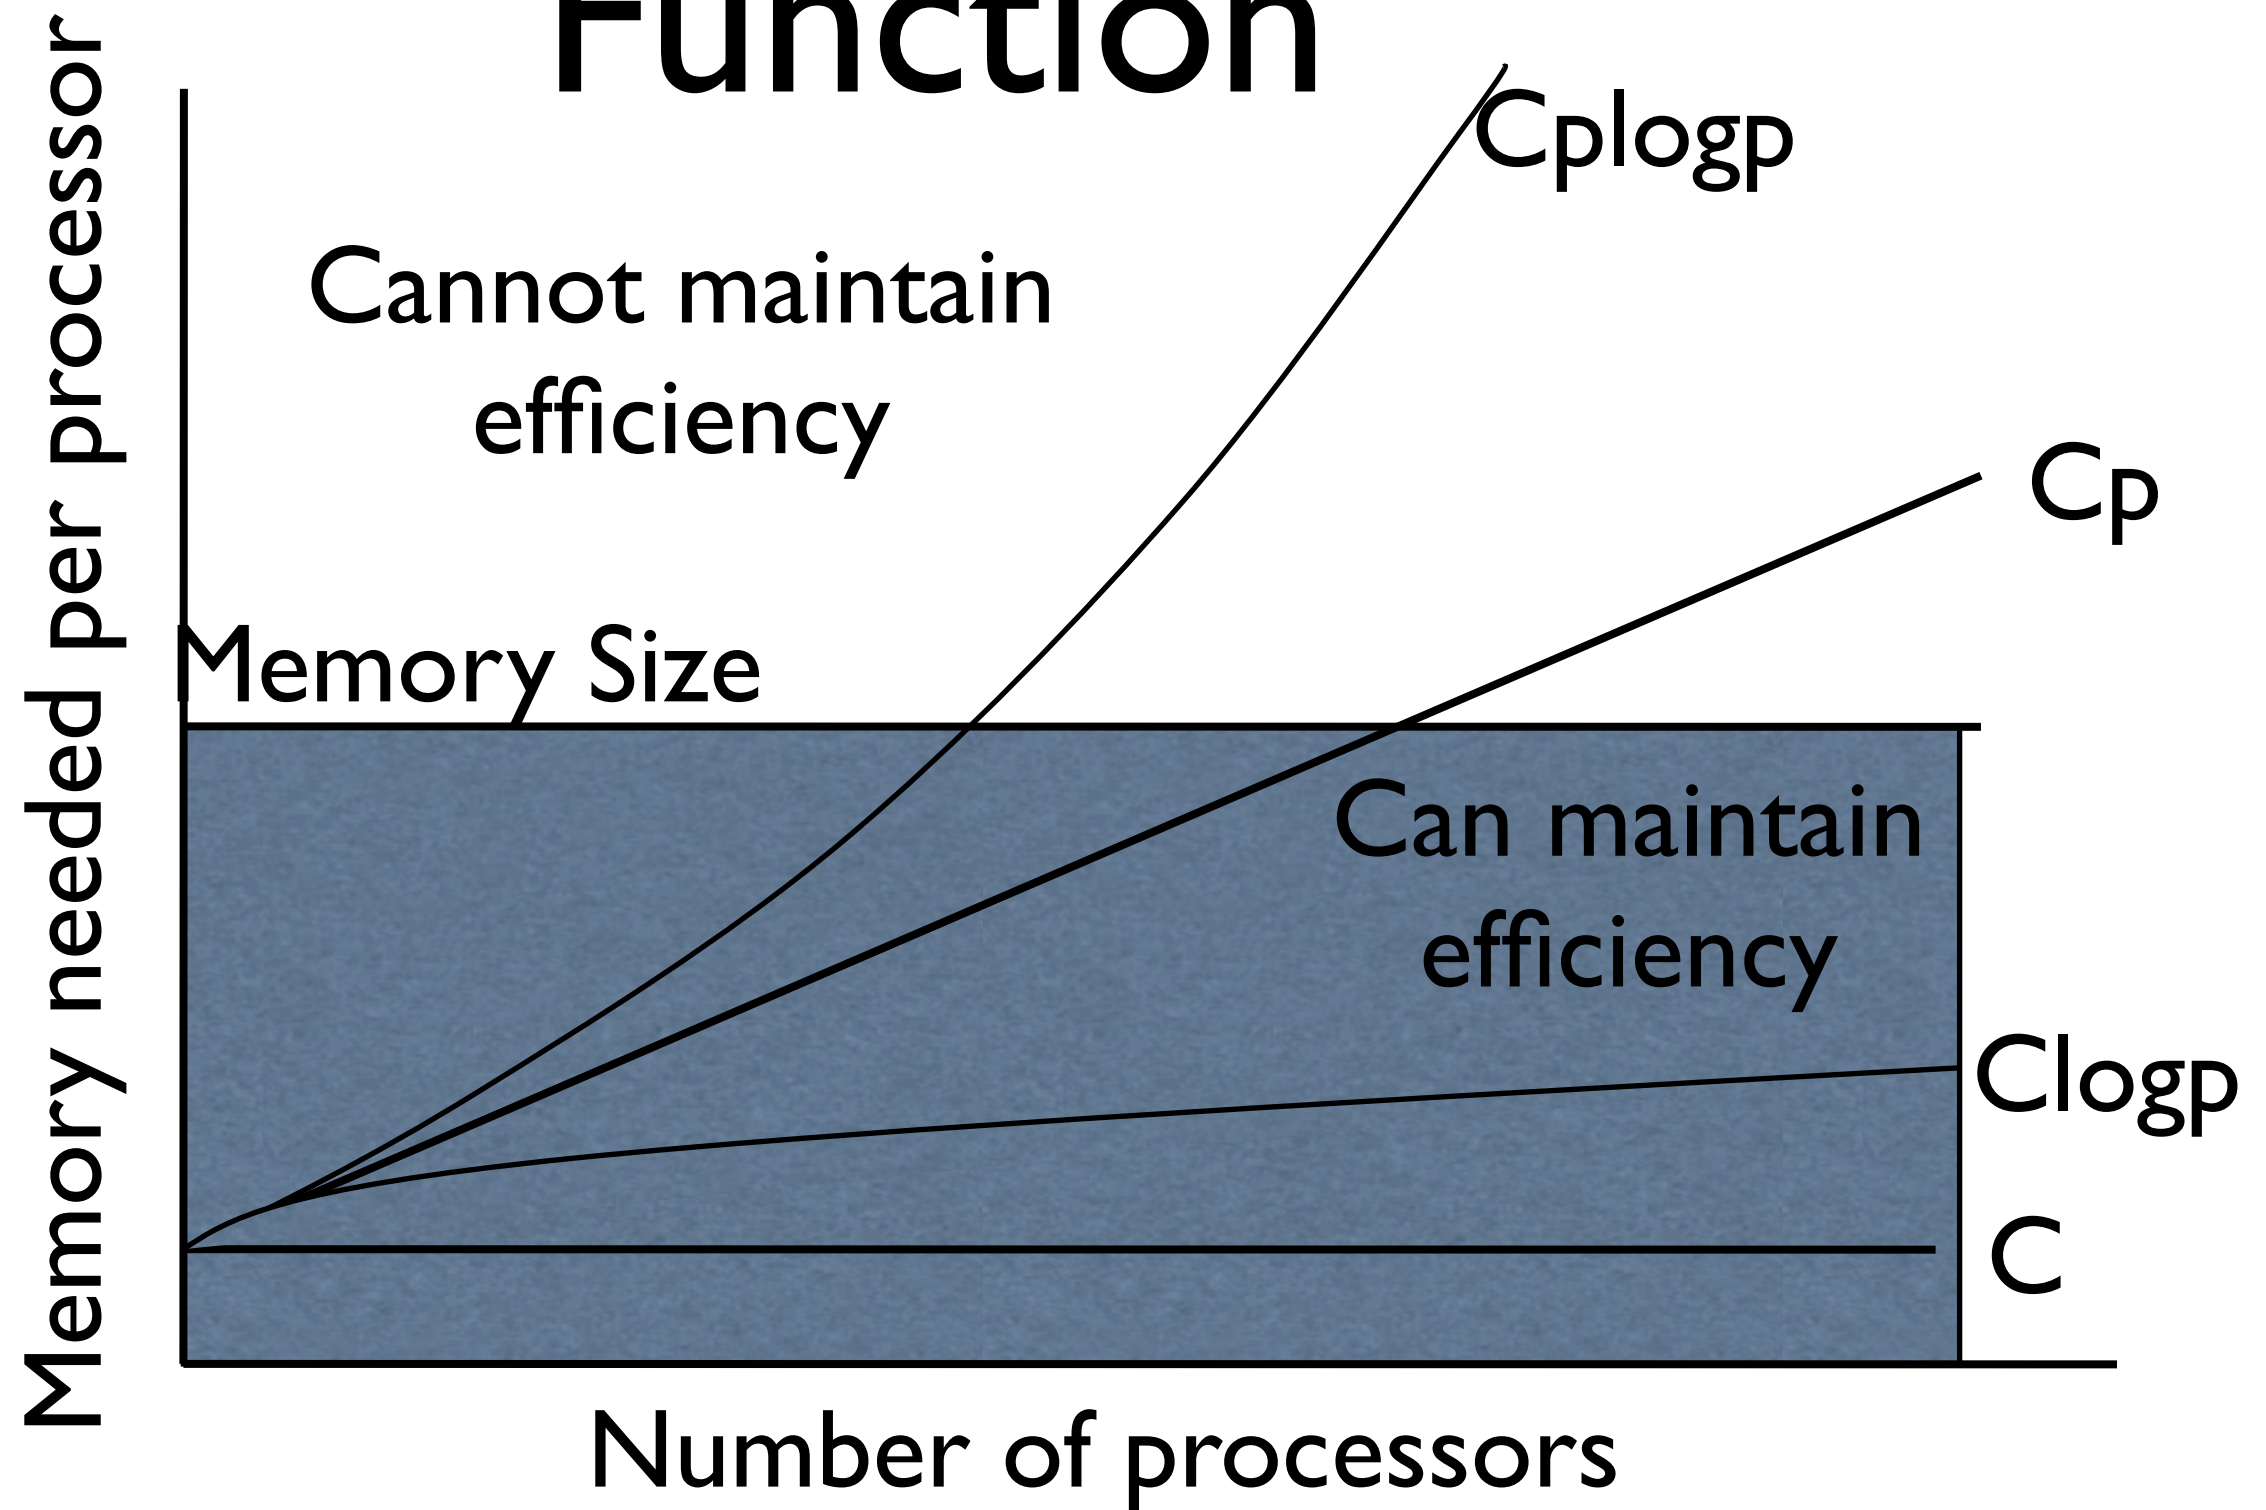 Function
Cplogp
Cannot maintain
efficiency
Cp
Memory Size
Can maintain
efficiency
Clogp
C
Memory needed per processor
Number of processors